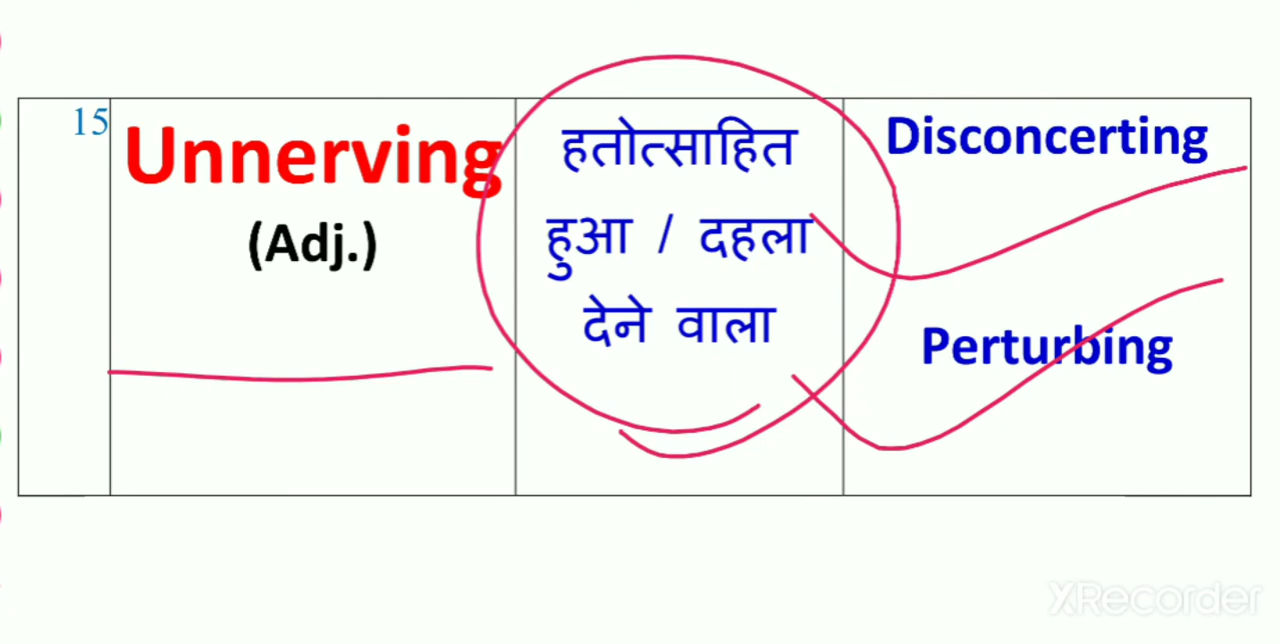 15
Unnerving
(Adj.)
हतोत्साहित
हुआ / दहला
देने वाला
Disconcerting
Perturbing
XRecorder